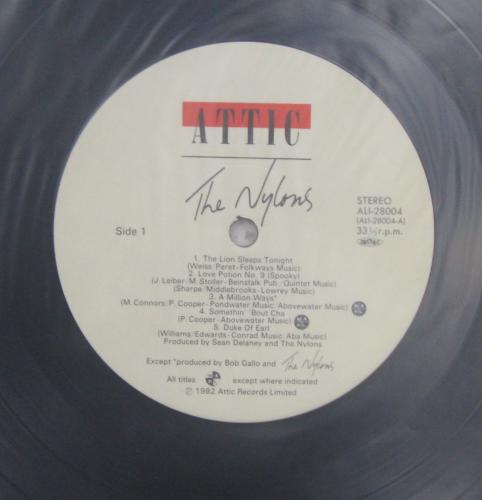 ATTIC
The Nylons
STEREO
ALI-28004
(ALI-28004-A)
33⅓ r.p.m.
Side 1
1. The Lion Sleeps Tonight
(Weiss/Peret-Folkways Music)
2. Love Potion No. 9 (Spooky)
(J. Leiber/M. Stoller-Beinstalk Pub./Quintet Music)
(Sharpe/Middlebrooks-Lowrey Music)
3. A Million Ways*
(M. Connors/P. Cooper-Pondwater Music/Abovewater Music)
4. Somethin' 'Bout Cha
(P. Cooper-Abovewater Music)
5. Duke Of Earl
(Williams/Edwards-Conrad Music/Aba Music)
Produced by Sean Delaney and The Nylons
Except *produced by Bob Gallo and The Nylons
All titles except where indicated
℗ 1982 Attic Records Limited